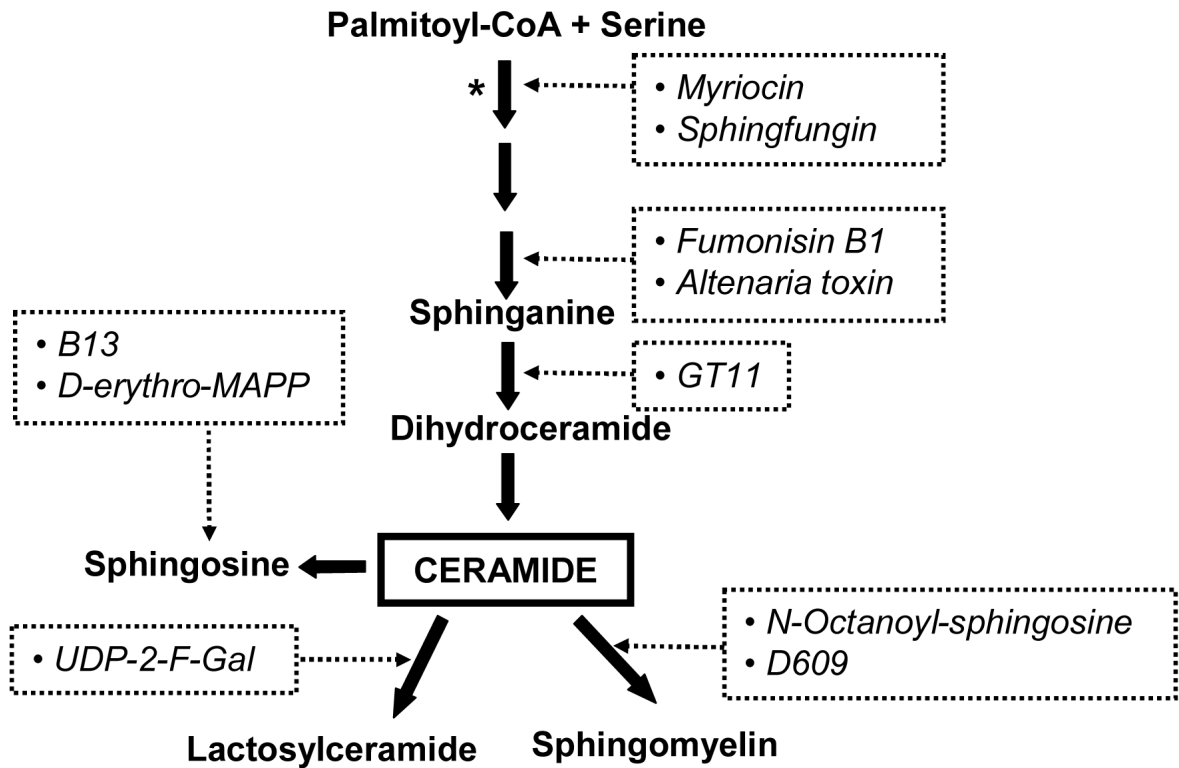 Palmitoyl-CoA + Serine
*
• Myriocin
• Sphingfungin
• Fumonisin B1
• Altenaria toxin
Sphinganine
• B13
• D-erythro-MAPP
• GT11
Dihydroceramide
Sphingosine
CERAMIDE
• N-Octanoyl-sphingosine
• D609
• UDP-2-F-Gal
Lactosylceramide
Sphingomyelin